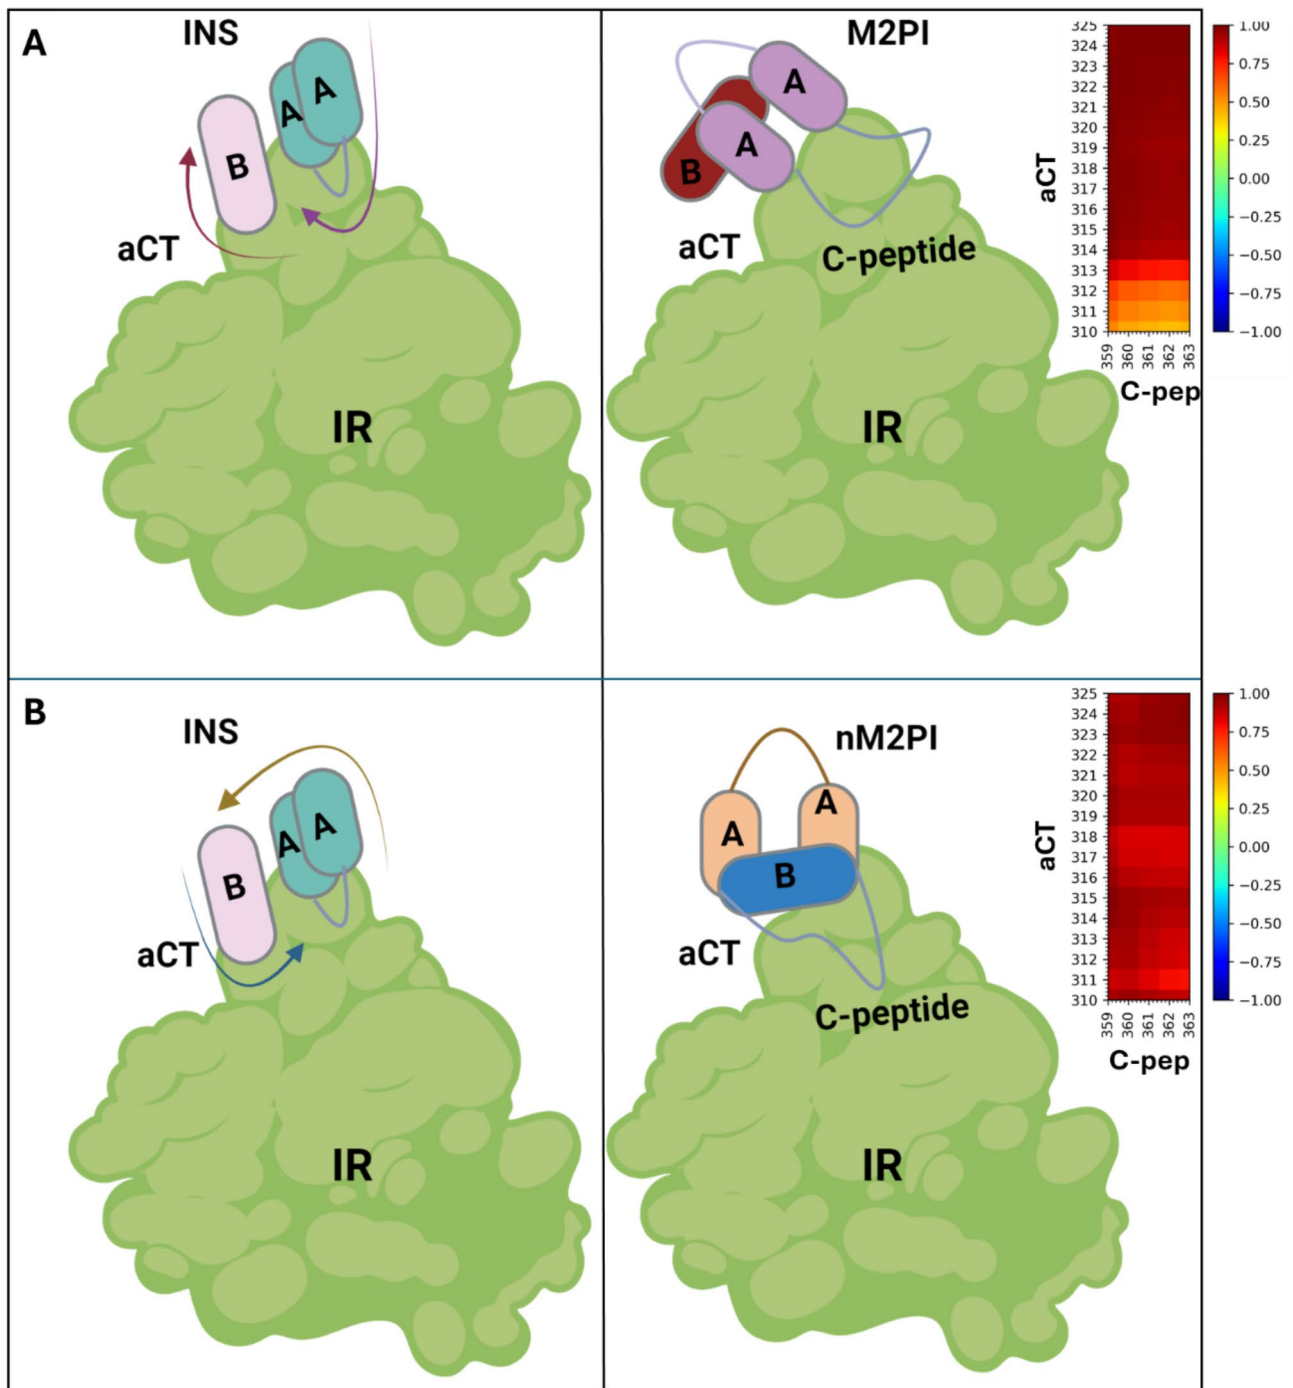 A
INS
A
A
B
aCT
IR
M2PI
A
A
B
aCT
C-peptide
IR
aCT
325
324
323
322
321
320
319
318
317
316
315
314
313
312
311
310
359
360
361
362
363
C-pep
1.00
0.75
0.50
0.25
0.00
−0.25
−0.50
−0.75
−1.00
B
INS
A
A
B
aCT
IR
nM2PI
A
A
B
aCT
C-peptide
IR
aCT
325
324
323
322
321
320
319
318
317
316
315
314
313
312
311
310
359
360
361
362
363
C-pep
1.00
0.75
0.50
0.25
0.00
−0.25
−0.50
−0.75
−1.00